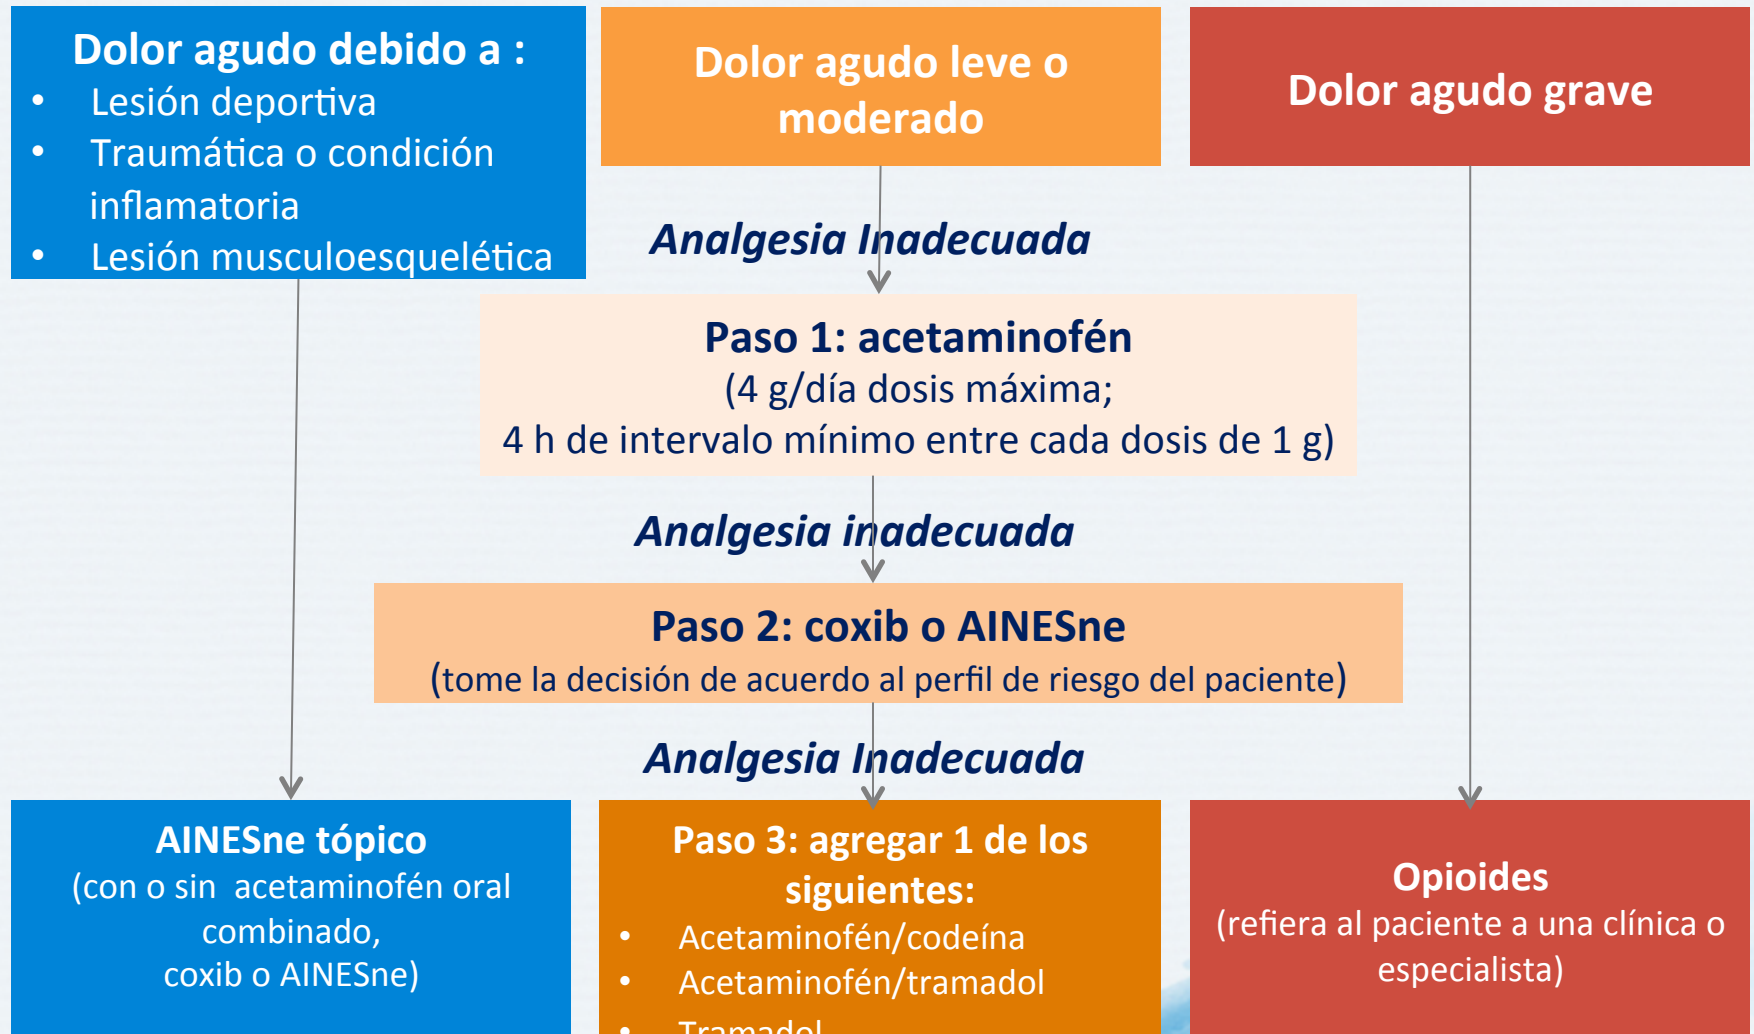 Dolor agudo debido a :
• Lesión deportiva
• Traumática o condición
inflamatoria
• Lesión musculoesquelética
Dolor agudo leve o
moderado
Dolor agudo grave
Analgesia Inadecuada
Paso 1: acetaminofén
(4 g/día dosis máxima;
4 h de intervalo mínimo entre cada dosis de 1 g)
Analgesia inadecuada
Paso 2: coxib o AINESne
(tome la decisión de acuerdo al perfil de riesgo del paciente)
Analgesia Inadecuada
AINESne tópico
(con o sin acetaminofén oral
combinado,
coxib o AINESne)
Paso 3: agregar 1 de los
siguientes:
• Acetaminofén/codeína
• Acetaminofén/tramadol
• Tramadol
Opioides
(refiera al paciente a una clínica o
especialista)